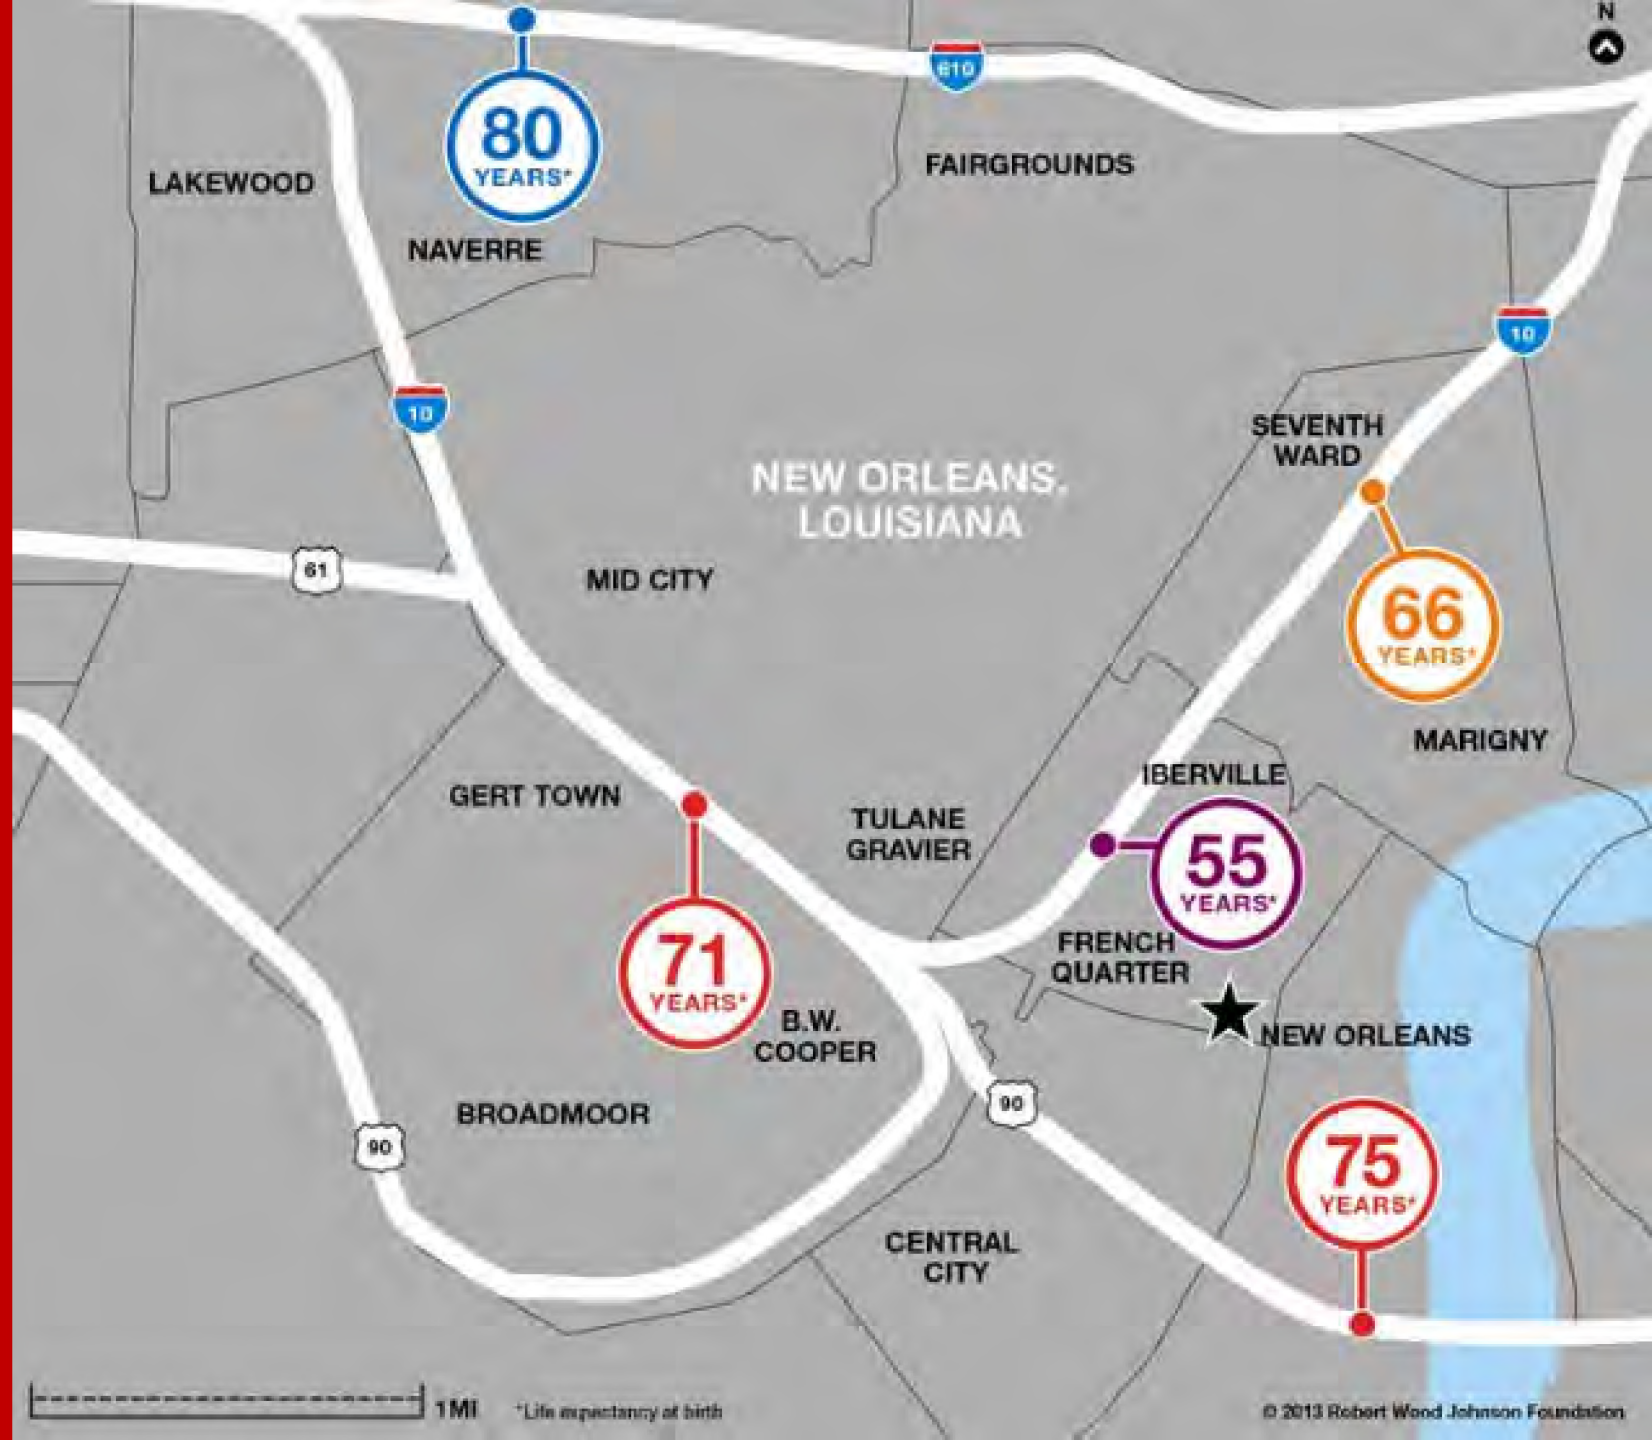 N
610
80
YEARS*
FAIRGROUNDS
LAKEWOOD
NAVERRE
10
10
SEVENTH
WARD
NEW ORLEANS,
LOUISIANA
61
MID CITY
66
YEARS*
MARIGNY
IBERVILLE
GERT TOWN
TULANE
GRAVIER
55
YEARS*
FRENCH
QUARTER
71
YEARS*
B.W.
COOPER
NEW ORLEANS
90
BROADMOOR
90
75
YEARS*
CENTRAL
CITY
1MI
*Life expectancy at birth
© 2013 Robert Wood Johnson Foundation